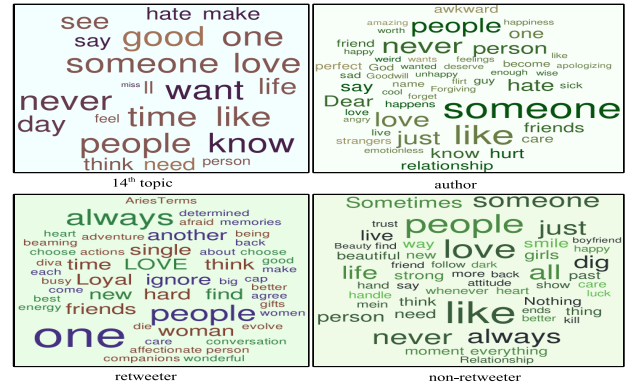 hate make
see
say good one
someone love
miss ll want life
never
day feel time like
people know
think need person
14th topic
awkward
amazing people happiness
worth one
friend never person
happy weird wants feelings like
perfect God wanted deserve become apologizing
sad Goodwill unhappy enough wise
say name flirt guy hate sick
cool Forgiving
Dear forget
happens someone
love
angry love
live just like friends
strangers care
emotionless know hurt
relationship
author
AriesTerms
always determined
afraid memories
heart adventure another being
beaming back
choose actions single about choose
diva time LOVE think good
each make
busy Loyal ignore big cap
come better
best new hard find agree
energy gifts
friends people women
one die woman evolve
care conversation
affectionate person
companions wonderful
retweeter
Sometimes someone
trust people just
live
Beauty find way love smile boyfriend
beautiful new girls happy
friend follow dark dig
life strong more back all past
hand say attitude show care
handle whenever heart luck
mein think like Nothing
person need ends thing
better kill
never always
moment everything
Relationship
non-retweeter